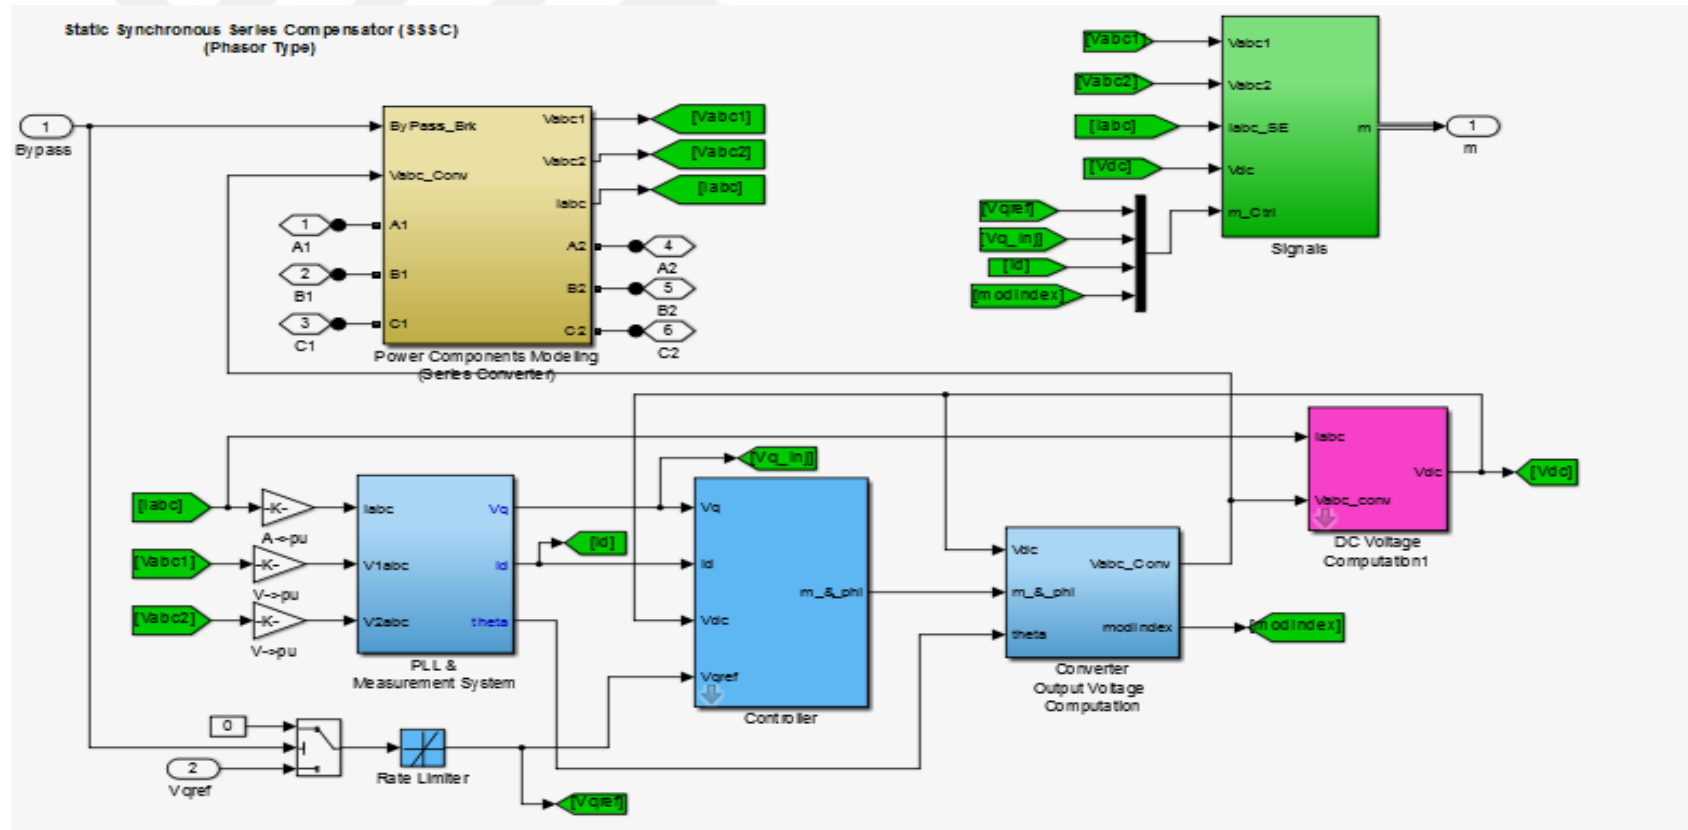 Static Synchronous Series Compensator (SSSC)
(Phasor Type)
1
Bypass
ByPass_Brk
Vabc_Conv
A1
B1
C1
Vabc1
Vabc2
Iabc
A2
B2
C2
[Vabc1]
[Vabc2]
[Iabc]
1
A1
2
B1
3
C1
4
A2
5
B2
6
C2
Power Components Modeling
(Series Converter)
[Vabc1]
[Vabc2]
[Iabc]
[Vdc]
[Vqref]
[Vq_Inj]
[Id]
[modIndex]
Vabc1
Vabc2
Iabc_SE
Vdc
m_Ctrl
m
Signals
1
m
[Iabc]
[Vabc1]
[Vabc2]
-K-
A->pu
-K-
V->pu
-K-
V->pu
Iabc
V1abc
V2abc
Vq
Id
theta
PLL &
Measurement System
[Vq_Inj]
[Id]
Vq
Id
Vdc
Vqref
m_&_phi
Controller
Vdc
m_&_phi
theta
Vabc_Conv
modIndex
Converter
Output Voltage
Computation
[modIndex]
Iabc
Vabc_conv
Vdc
DC Voltage
Computation1
[Vdc]
0
2
Vqref
Rate Limiter
[Vqref]